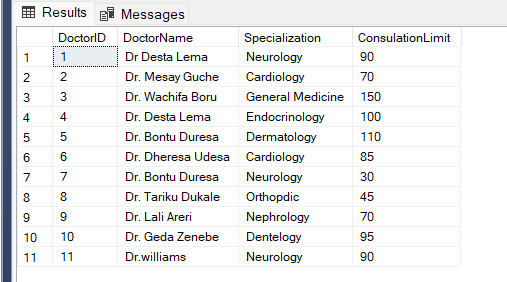 Results Messages
DoctorID DoctorName Specialization ConsulationLimit
1 1 Dr Desta Lema Neurology 90
2 2 Dr. Mesay Guche Cardiology 70
3 3 Dr. Wachifa Boru General Medicine 150
4 4 Dr. Desta Lema Endocrinology 100
5 5 Dr. Bontu Duresa Dermatology 110
6 6 Dr. Dheresa Udesa Cardiology 85
7 7 Dr. Bontu Duresa Neurology 30
8 8 Dr. Tariku Dukale Orthopdic 45
9 9 Dr. Lali Areri Nephrology 70
10 10 Dr. Geda Zenebe Dentelogy 95
11 11 Dr.williams Neurology 90